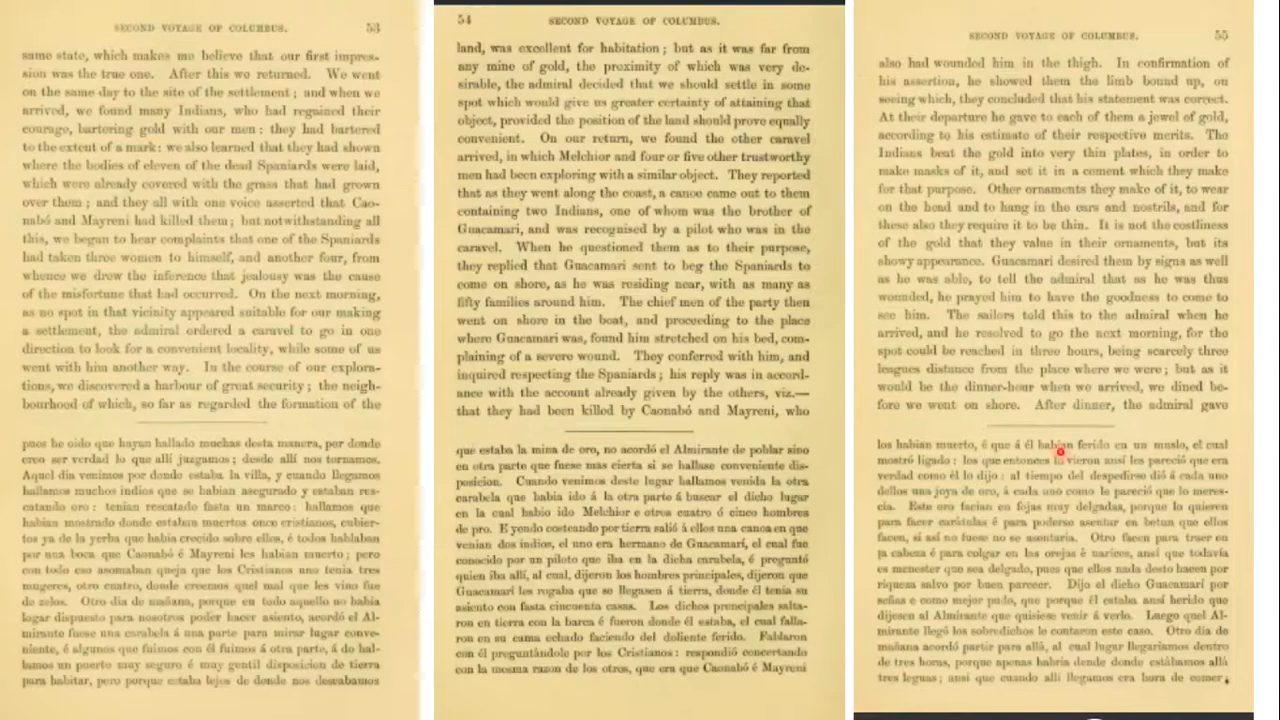 SECOND VOYAGE OF COLUMBUS. 53
same state, which makes me believe that our first impres-
sion was the true one. After this we returned. We went
on the same day to the site of the settlement; and when we
arrived, we found many Indians, who had regained their
courage, bartering gold with our men: they had bartered
to the extent of a mark: we also learned that they had shown
where the bodies of eleven of the dead Spaniards were laid,
which were already covered with the grass that had grown
over them; and they all with one voice asserted that Cao-
nabó and Mayreni had killed them; but notwithstanding all
this, we began to hear complaints that one of the Spaniards
had taken three women to himself, and another four, from
whence we drew the inference that jealousy was the cause
of the misfortune that had occurred. On the next morning,
as no spot in that vicinity appeared suitable for our making
a settlement, the admiral ordered a caravel to go in one
direction to look for a convenient locality, while some of us
went with him another way. In the course of our explora-
tions, we discovered a harbour of great security; the neigh-
bourhood of which, so far as regarded the formation of the
pues he oido que hayan hallado muchas desta manera, por donde
creo ser verdad lo que allí juzgamos; desde allí nos tornamos.
Aquel dia venimos por donde estaba la villa, y cuando llegamos
hallamos muchos indios que se habian asegurado y estaban res-
catando oro: tenian rescatado fasta un marco: hallamos que
habian mostrado donde estaban muertos once cristianos, cubier-
tos ya de la yerba que habia crecido sobre ellos, é todos hablaban
por una boca que Caonabó é Mayreni les habian muerto; pero
con todo eso asomaban queja que los Cristianos uno tenia tres
mugeres, otro cuatro, donde creemos quel mal que les vino fue
de zelos. Otro dia de mañana, porque en todo aquello no habia
logar dispuesto para nosotros poder hacer asiento, acordó el Al-
mirante fuese una carabela á una parte para mirar lugar conve-
niente, é algunos que fuimos con él fuimos á otra parte, á do hal-
lamos un puerto muy seguro é muy gentil disposicion de tierra
para habitar, pero porque estaba lejos de donde nos deseabamos
54 SECOND VOYAGE OF COLUMBUS.
land, was excellent for habitation; but as it was far from
any mine of gold, the proximity of which was very de-
sirable, the admiral decided that we should settle in some
spot which would give us greater certainty of attaining that
object, provided the position of the land should prove equally
convenient. On our return, we found the other caravel
arrived, in which Melchior and four or five other trustworthy
men had been exploring with a similar object. They reported
that as they went along the coast, a canoe came out to them
containing two Indians, one of whom was the brother of
Guacamari, and was recognised by a pilot who was in the
caravel. When he questioned them as to their purpose,
they replied that Guacamari sent to beg the Spaniards to
come on shore, as he was residing near, with as many as
fifty families around him. The chief men of the party then
went on shore in the boat, and proceeding to the place
where Guacamari was, found him stretched on his bed, com-
plaining of a severe wound. They conferred with him, and
inquired respecting the Spaniards; his reply was in accord-
ance with the account already given by the others, viz.—
that they had been killed by Caonabó and Mayreni, who
que estaba la mina de oro, no acordó el Almirante de poblar sino
en otra parte que fuese mas cierta si se hallase conveniente dis-
posicion. Cuando venimos deste lugar hallamos venida la otra
carabela que habia ido á la otra parte á buscar el dicho lugar
en la cual habio ido Melchior e otros cuatro ó cinco hombres
de pro. E yendo costeando por tierra salió á ellos una canoa en que
venian dos indios, el uno era hermano de Guacamarí, el cual fue
conocido por un piloto que iba en la dicha carabela, é preguntó
quien iba allí, al cual, dijeron los hombres principales, dijeron que
Guacamarí les rogaba que se llegasen á tierra, donde él tenia su
asiento con fasta cincuenta casas. Los dichos prencipales salta-
ron en tierra con la barca é fueron donde él estaba, el cual falla-
ron en su cama echado faciendo del doliente ferido. Fablaron
con él preguntándole por los Cristianos: respondió concertando
con la mesma razon de los otros, que era que Caonabó é Mayreni
SECOND VOYAGE OF COLUMBUS. 55
also had wounded him in the thigh. In confirmation of
his assertion, he showed them the limb bound up, on
seeing which, they concluded that his statement was correct.
At their departure he gave to each of them a jewel of gold,
according to his estimate of their respective merits. The
Indians beat the gold into very thin plates, in order to
make masks of it, and set it in a cement which they make
for that purpose. Other ornaments they make of it, to wear
on the head and to hang in the ears and nostrils, and for
these also they require it to be thin. It is not the costliness
of the gold that they value in their ornaments, but its
showy appearance. Guacamari desired them by signs as well
as he was able, to tell the admiral that as he was thus
wounded, he prayed him to have the goodness to come to
see him. The sailors told this to the admiral when he
arrived, and he resolved to go the next morning, for the
spot could be reached in three hours, being scarcely three
leagues distance from the place where we were; but as it
would be the dinner-hour when we arrived, we dined be-
fore we went on shore. After dinner, the admiral gave
los habian muerto, é que á él habian ferido en un muslo, el cual
mostró ligado: los que entonces lo vieron ansí les pareció que era
verdad como él lo dijo: al tiempo del despedirse dió á cada uno
dellos una joya de oro, á cada uno como le pareció que lo meres-
cia. Este oro facian en fojas muy delgadas, porque lo quieren
para facer carátulas é para poderse asentar en betun que ellos
facen, si así no fuese no se asentaria. Otro facen para traer en
la cabeza é para colgar en las orejas é narices, ansí que todavía
es menester que sea delgado, pues que ellos nada desto hacen por
riqueza salvo por buen parecer. Dijo el dicho Guacamarí por
señas e como mejor pudo, que porque él estaba ansí herido que
dijesen al Almirante que quisiese venir á verlo. Luego quel Al-
mirante llegó los sobredichos le contaron este caso. Otro dia de
mañana acordó partir para allá, al cual lugar llegariamos dentro
de tres horas, porque apenas habria dende donde estábamos allá
tres leguas; ansí que cuando allí llegamos era hora de comer;